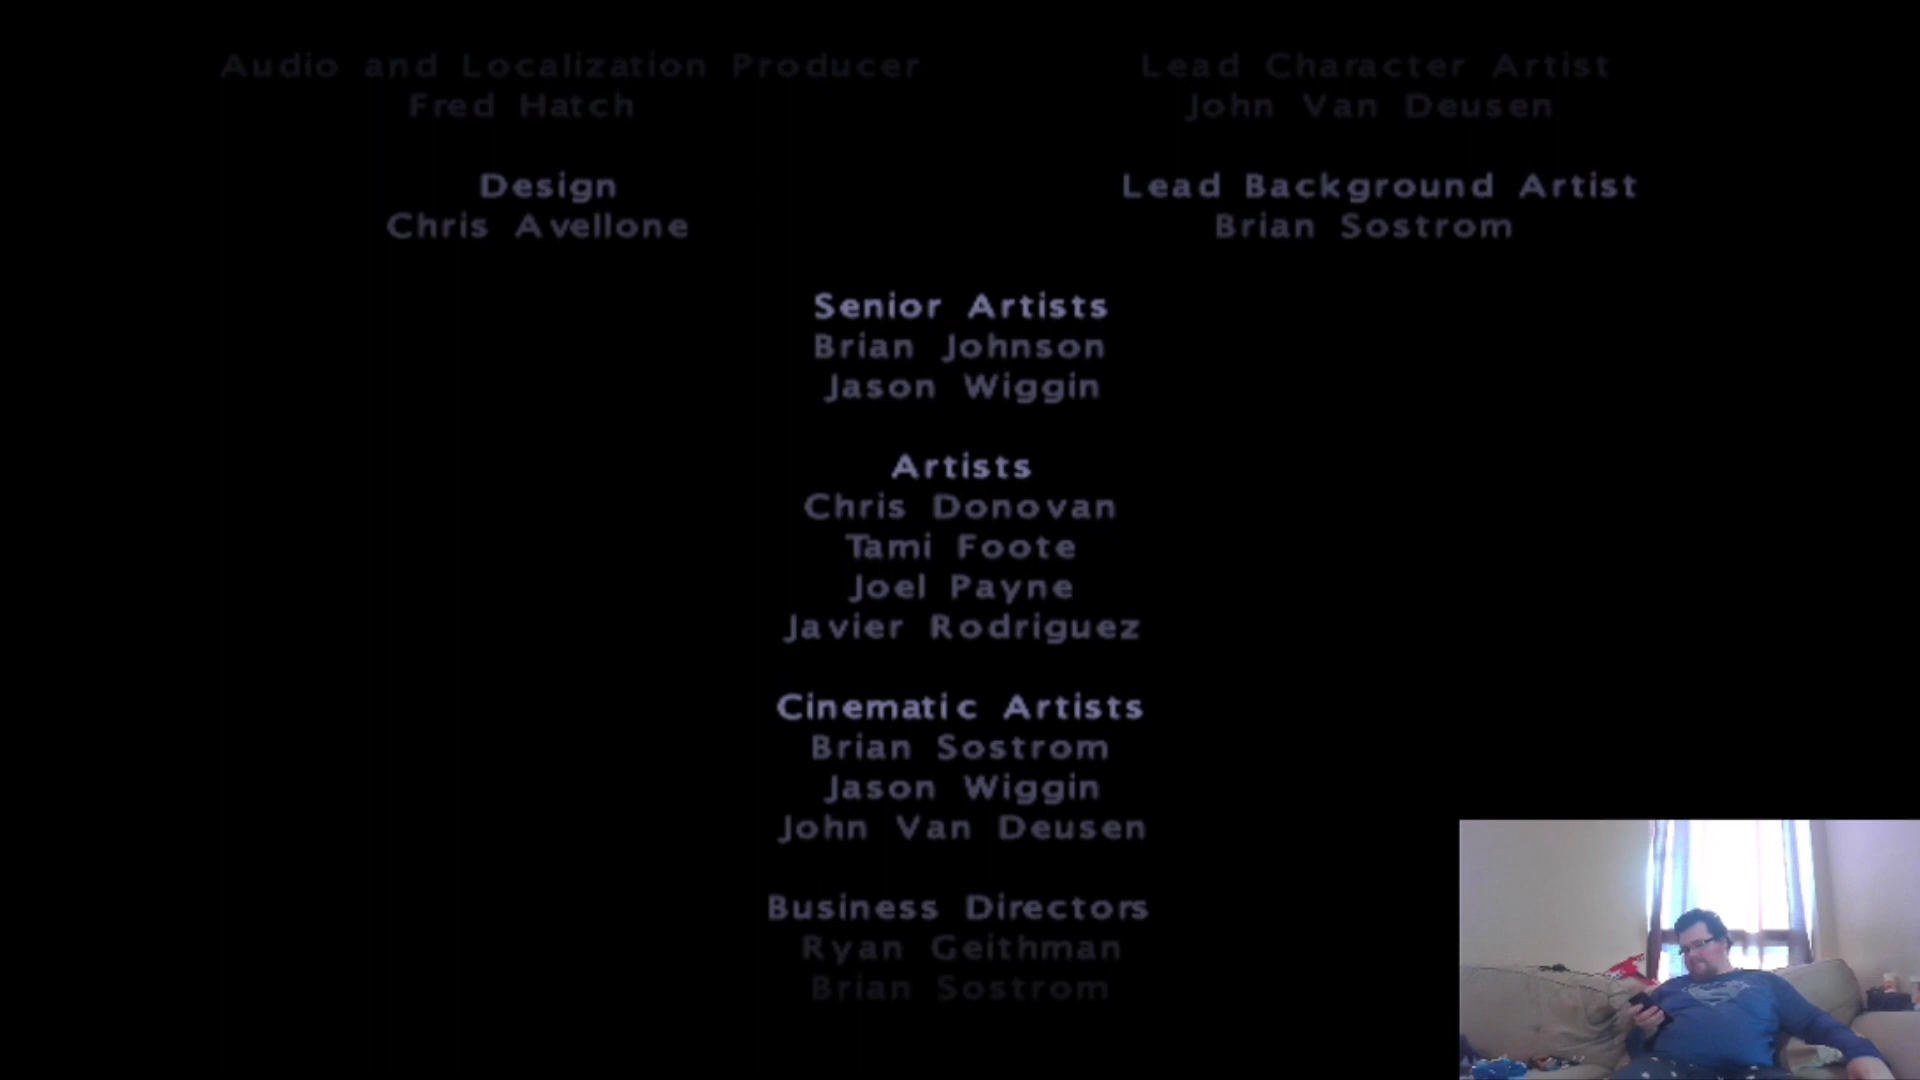 Audio and Localization Producer
Fred Hatch
Lead Character Artist
John Van Deusen
Design
Chris Avellone
Lead Background Artist
Brian Sostrom
Senior Artists
Brian Johnson
Jason Wiggin
Artists
Chris Donovan
Tami Foote
Joel Payne
Javier Rodriguez
Cinematic Artists
Brian Sostrom
Jason Wiggin
John Van Deusen
Business Directors
Ryan Geithman
Brian Sostrom